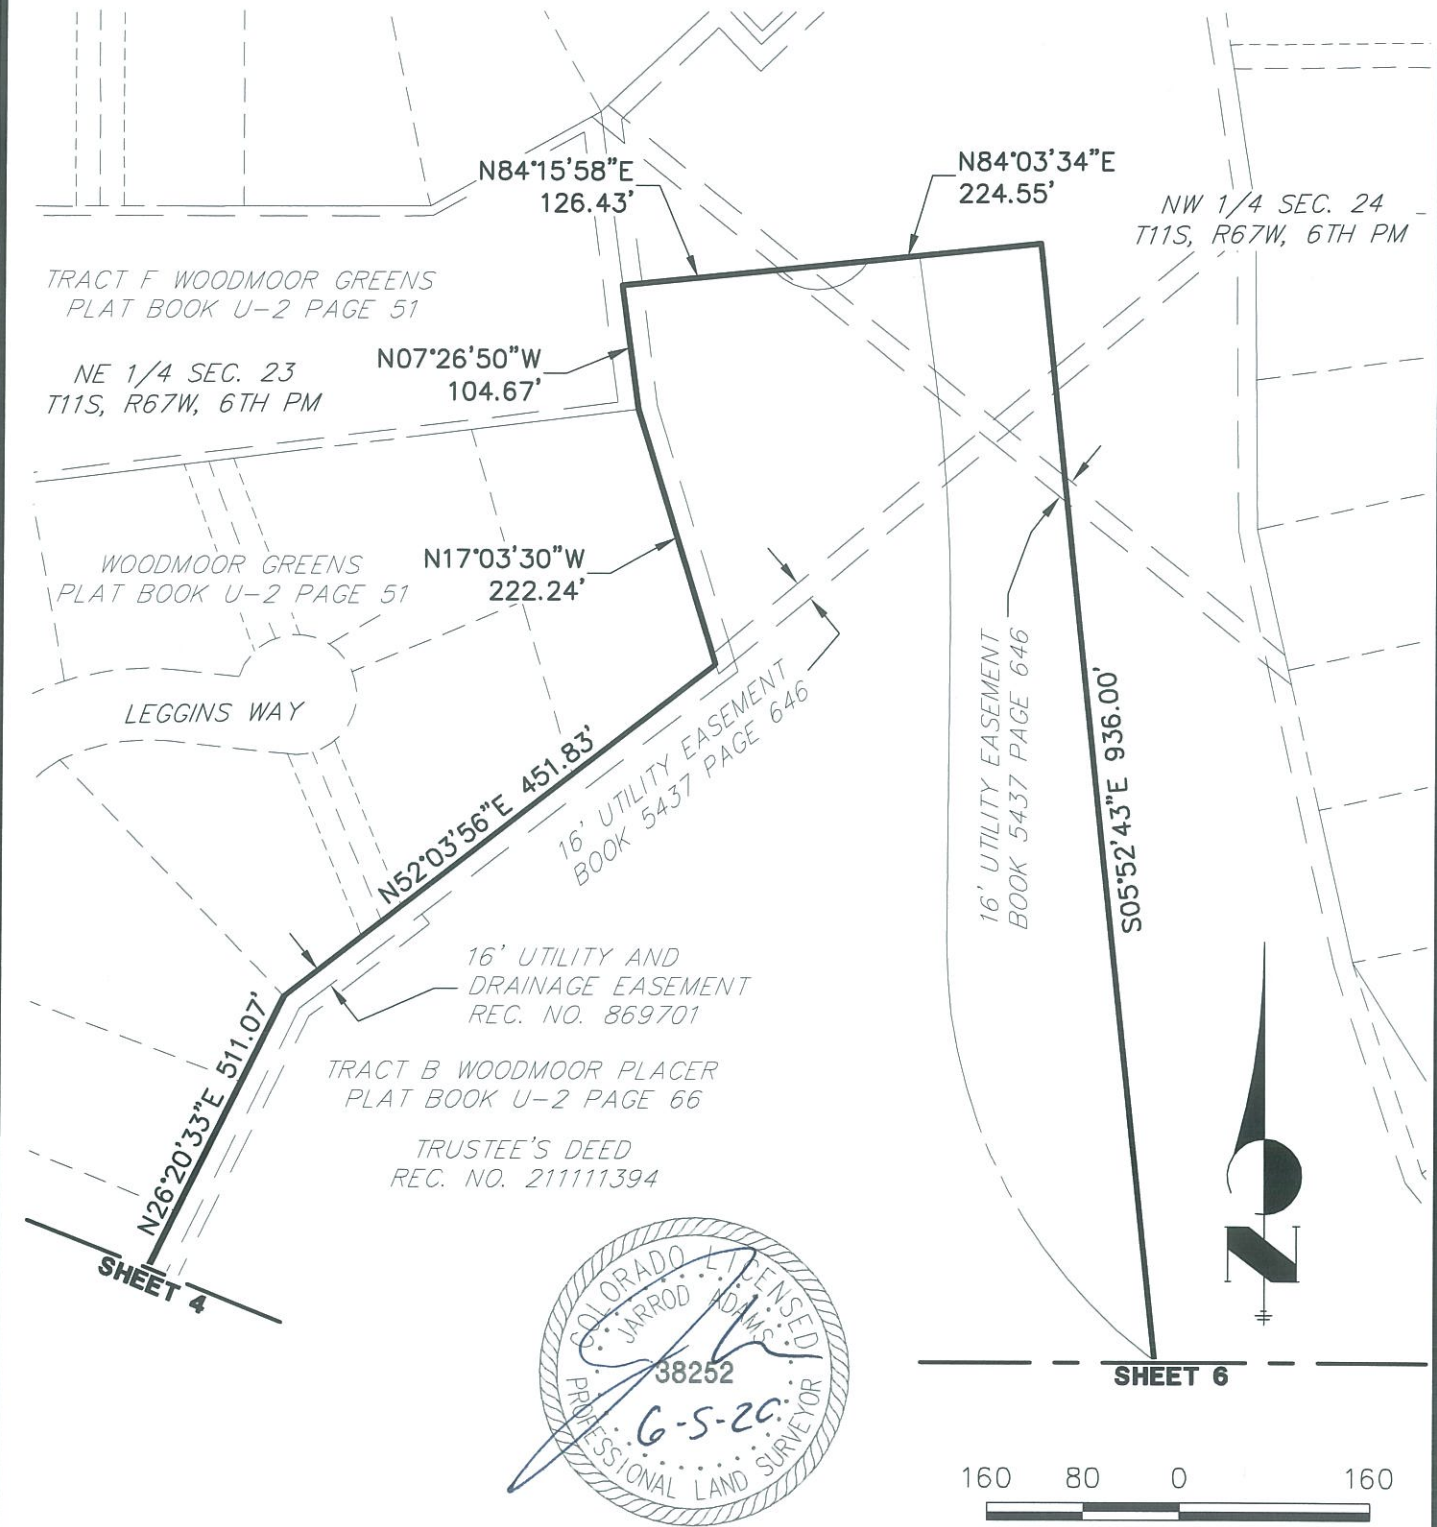 N84°15'58"E
126.43'
N84°03'34"E
224.55'
NW 1/4 SEC. 24
T11S, R67W, 6TH PM
TRACT F WOODMOOR GREENS
PLAT BOOK U-2 PAGE 51
NE 1/4 SEC. 23
T11S, R67W, 6TH PM
N07°26'50"W
104.67'
WOODMOOR GREENS
PLAT BOOK U-2 PAGE 51
N17°03'30"W
222.24'
LEGGINS WAY
16' UTILITY EASEMENT
BOOK 5437 PAGE 646
16' UTILITY EASEMENT
BOOK 5437 PAGE 646
S05°52'43"E 936.00'
N52°03'56"E 451.83'
16' UTILITY AND
DRAINAGE EASEMENT
REC. NO. 869701
N26°20'33"E 511.07'
TRACT B WOODMOOR PLACER
PLAT BOOK U-2 PAGE 66
TRUSTEE'S DEED
REC. NO. 211111394
SHEET 4
N
COLORADO LICENSED
JARROD ADAMS
38252
PROFESSIONAL LAND SURVEYOR
SHEET 6
160 80 0 160